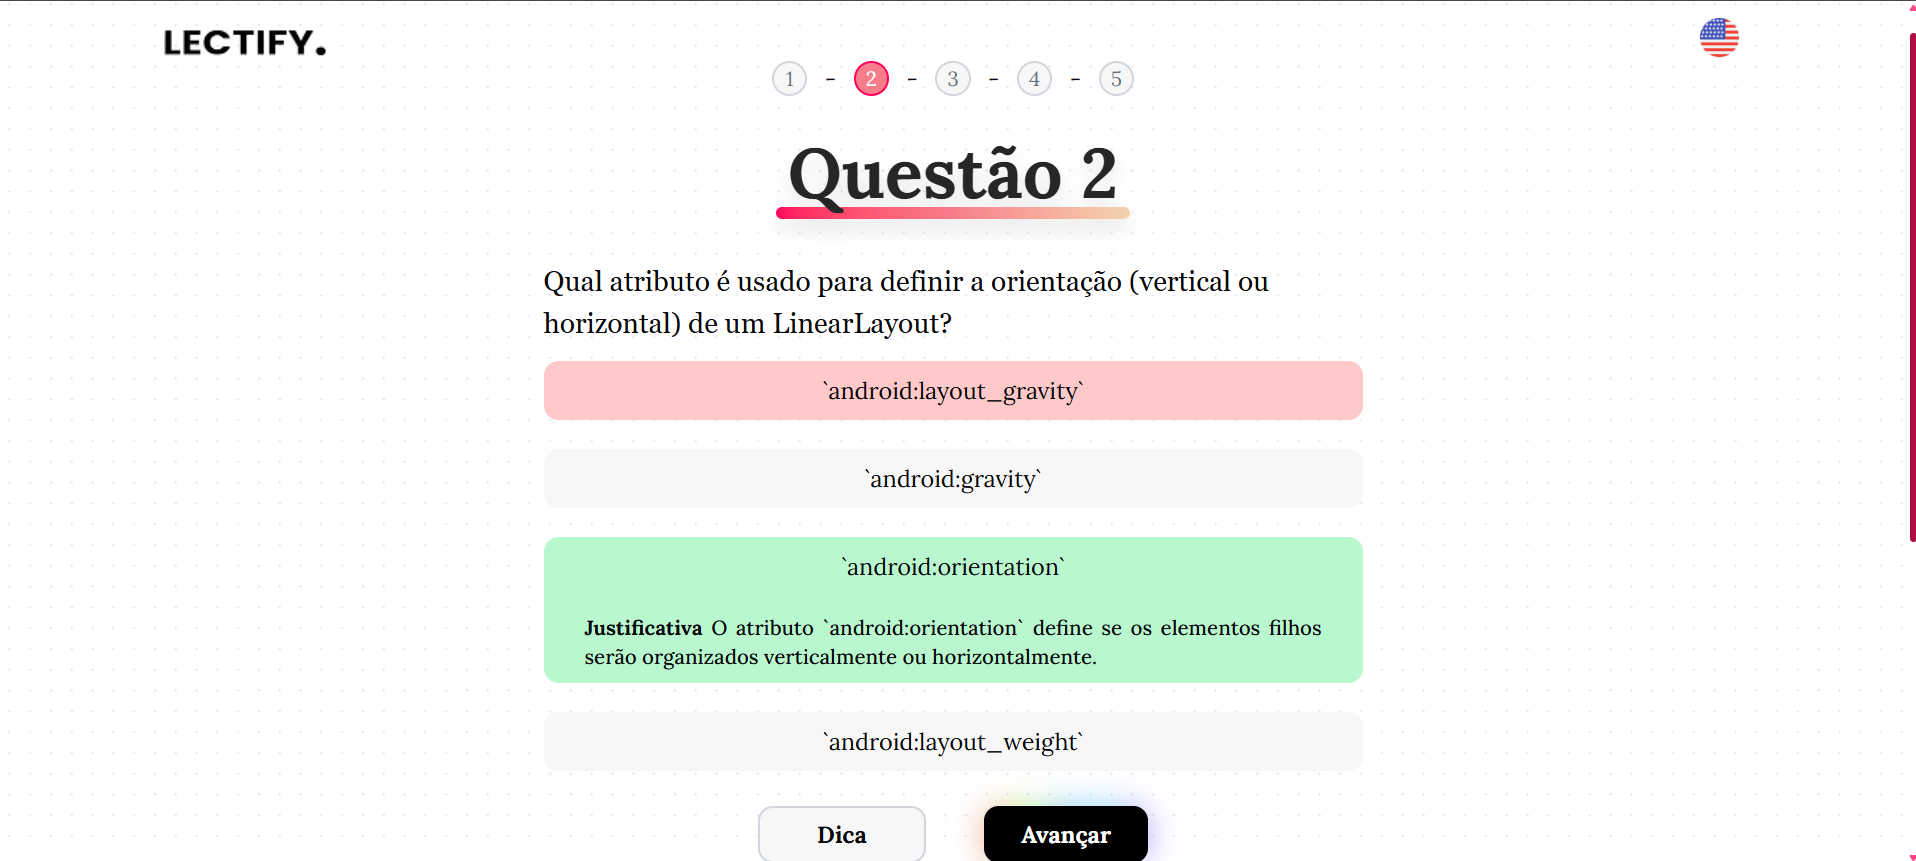 LECTIFY.
1 - 2 - 3 - 4 - 5
Questão 2
Qual atributo é usado para definir a orientação (vertical ou
horizontal) de um LinearLayout?
`android:layout_gravity`
`android:gravity`
`android:orientation`
Justificativa O atributo `android:orientation` define se os elementos filhos
serão organizados verticalmente ou horizontalmente.
`android:layout_weight`
Dica
Avançar